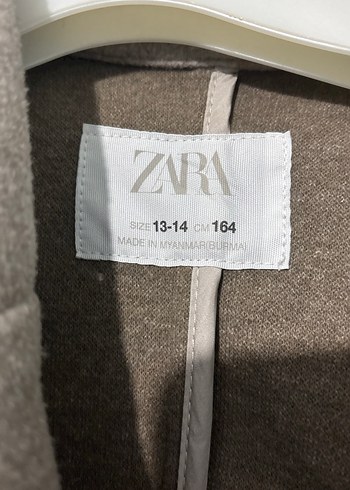 ZARA
SIZE 13-14 CM 164
MADE IN MYANMAR(BURMA)